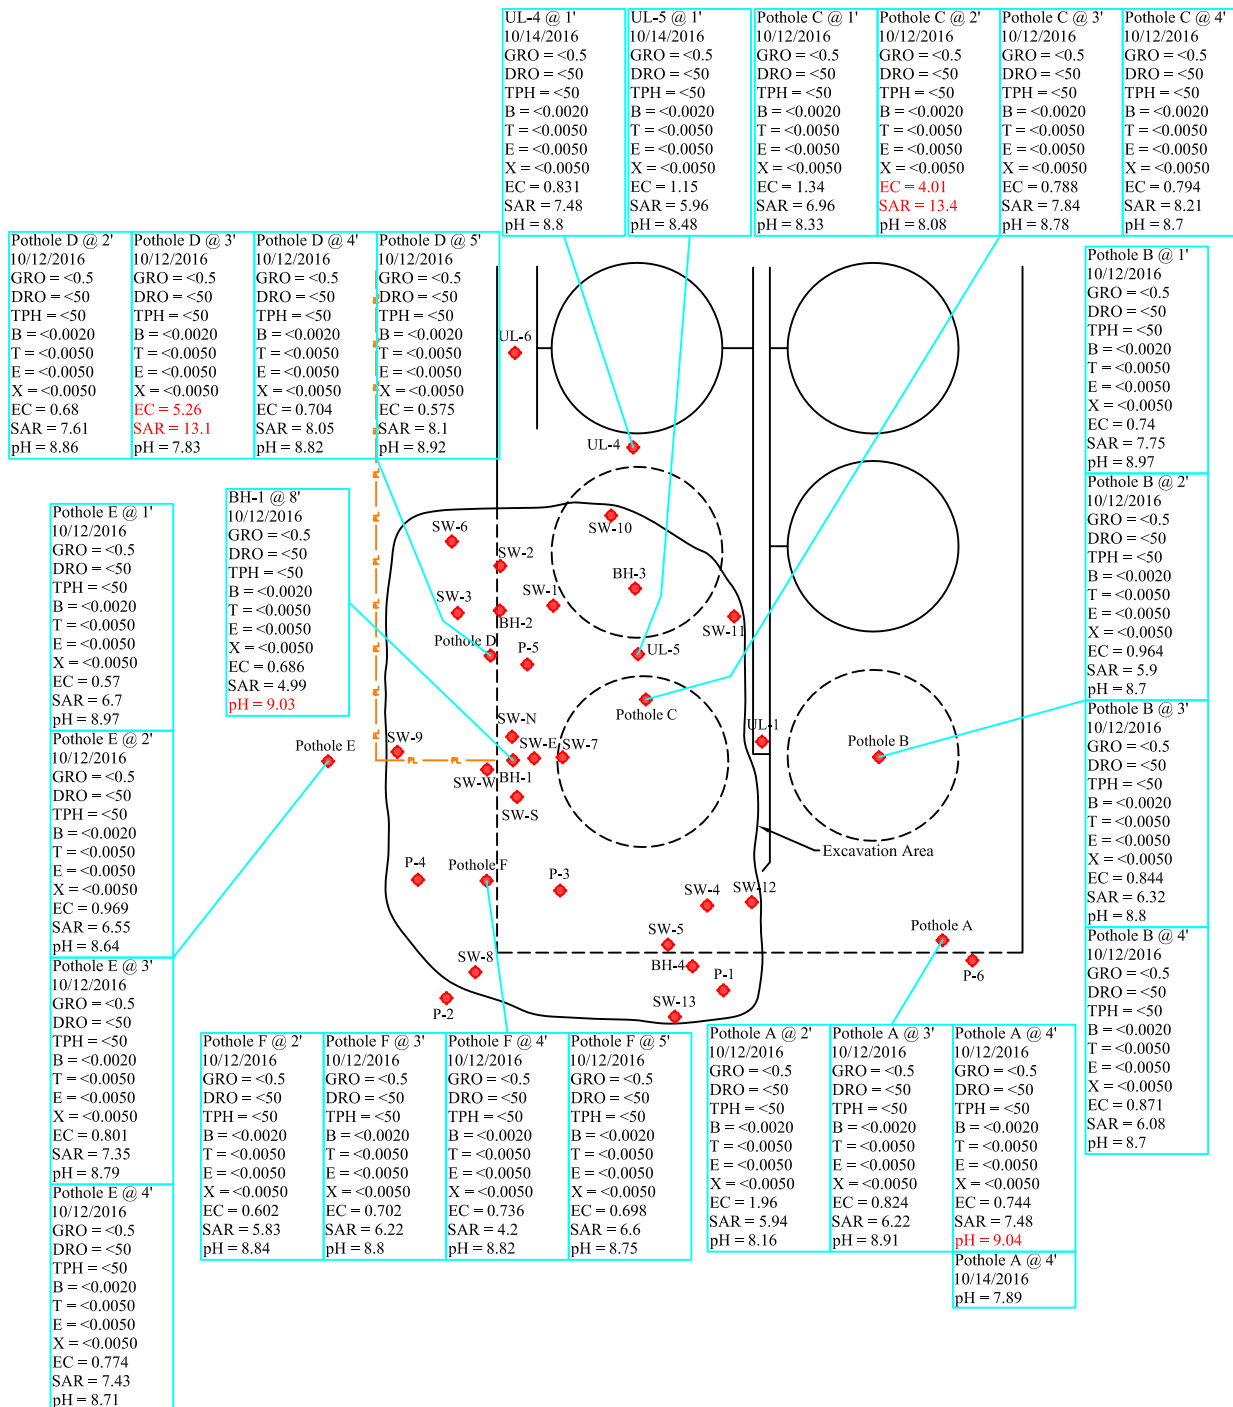 UL-4 @ 1'
10/14/2016
GRO = <0.5
DRO = <50
TPH = <50
B = <0.0020
T = <0.0050
E = <0.0050
X = <0.0050
EC = 0.831
SAR = 7.48
pH = 8.8
UL-5 @ 1'
10/14/2016
GRO = <0.5
DRO = <50
TPH = <50
B = <0.0020
T = <0.0050
E = <0.0050
X = <0.0050
EC = 1.15
SAR = 5.96
pH = 8.48
Pothole C @ 1'
10/12/2016
GRO = <0.5
DRO = <50
TPH = <50
B = <0.0020
T = <0.0050
E = <0.0050
X = <0.0050
EC = 1.34
SAR = 6.96
pH = 8.33
Pothole C @ 2'
10/12/2016
GRO = <0.5
DRO = <50
TPH = <50
B = <0.0020
T = <0.0050
E = <0.0050
X = <0.0050
EC = 4.01
SAR = 13.4
pH = 8.08
Pothole C @ 3'
10/12/2016
GRO = <0.5
DRO = <50
TPH = <50
B = <0.0020
T = <0.0050
E = <0.0050
X = <0.0050
EC = 0.788
SAR = 7.84
pH = 8.78
Pothole C @ 4'
10/12/2016
GRO = <0.5
DRO = <50
TPH = <50
B = <0.0020
T = <0.0050
E = <0.0050
X = <0.0050
EC = 0.794
SAR = 8.21
pH = 8.7
Pothole D @ 2'
10/12/2016
GRO = <0.5
DRO = <50
TPH = <50
B = <0.0020
T = <0.0050
E = <0.0050
X = <0.0050
EC = 0.68
SAR = 7.61
pH = 8.86
Pothole D @ 3'
10/12/2016
GRO = <0.5
DRO = <50
TPH = <50
B = <0.0020
T = <0.0050
E = <0.0050
X = <0.0050
EC = 5.26
SAR = 13.1
pH = 7.83
Pothole D @ 4'
10/12/2016
GRO = <0.5
DRO = <50
TPH = <50
B = <0.0020
T = <0.0050
E = <0.0050
X = <0.0050
EC = 0.704
SAR = 8.05
pH = 8.82
Pothole D @ 5'
10/12/2016
GRO = <0.5
DRO = <50
TPH = <50
B = <0.0020
T = <0.0050
E = <0.0050
X = <0.0050
EC = 0.575
SAR = 8.1
pH = 8.92
Pothole B @ 1'
10/12/2016
GRO = <0.5
DRO = <50
TPH = <50
B = <0.0020
T = <0.0050
E = <0.0050
X = <0.0050
EC = 0.74
SAR = 7.75
pH = 8.97
Pothole B @ 2'
10/12/2016
GRO = <0.5
DRO = <50
TPH = <50
B = <0.0020
T = <0.0050
E = <0.0050
X = <0.0050
EC = 0.964
SAR = 5.9
pH = 8.7
Pothole B @ 3'
10/12/2016
GRO = <0.5
DRO = <50
TPH = <50
B = <0.0020
T = <0.0050
E = <0.0050
X = <0.0050
EC = 0.844
SAR = 6.32
pH = 8.8
Pothole B @ 4'
10/12/2016
GRO = <0.5
DRO = <50
TPH = <50
B = <0.0020
T = <0.0050
E = <0.0050
X = <0.0050
EC = 0.871
SAR = 6.08
pH = 8.7
Pothole E @ 1'
10/12/2016
GRO = <0.5
DRO = <50
TPH = <50
B = <0.0020
T = <0.0050
E = <0.0050
X = <0.0050
EC = 0.57
SAR = 6.7
pH = 8.97
Pothole E @ 2'
10/12/2016
GRO = <0.5
DRO = <50
TPH = <50
B = <0.0020
T = <0.0050
E = <0.0050
X = <0.0050
EC = 0.969
SAR = 6.55
pH = 8.64
Pothole E @ 3'
10/12/2016
GRO = <0.5
DRO = <50
TPH = <50
B = <0.0020
T = <0.0050
E = <0.0050
X = <0.0050
EC = 0.801
SAR = 7.35
pH = 8.79
Pothole E @ 4'
10/12/2016
GRO = <0.5
DRO = <50
TPH = <50
B = <0.0020
T = <0.0050
E = <0.0050
X = <0.0050
EC = 0.774
SAR = 7.43
pH = 8.71
BH-1 @ 8'
10/12/2016
GRO = <0.5
DRO = <50
TPH = <50
B = <0.0020
T = <0.0050
E = <0.0050
X = <0.0050
EC = 0.686
SAR = 4.99
pH = 9.03
UL-6
UL-4
SW-10
SW-6
SW-2
BH-3
SW-1
SW-3
BH-2
SW-11
Pothole D
P-5
UL-5
Pothole C
SW-N
UL-1
SW-9
SW-E
SW-7
Pothole B
Pothole E
PL
PL
PL
PL
PL
SW-W
BH-1
SW-S
Excavation Area
P-4
Pothole F
P-3
SW-4
SW-12
Pothole A
SW-5
SW-8
BH-4
P-6
P-1
P-2
SW-13
Pothole F @ 2'
10/12/2016
GRO = <0.5
DRO = <50
TPH = <50
B = <0.0020
T = <0.0050
E = <0.0050
X = <0.0050
EC = 0.602
SAR = 5.83
pH = 8.84
Pothole F @ 3'
10/12/2016
GRO = <0.5
DRO = <50
TPH = <50
B = <0.0020
T = <0.0050
E = <0.0050
X = <0.0050
EC = 0.702
SAR = 6.22
pH = 8.8
Pothole F @ 4'
10/12/2016
GRO = <0.5
DRO = <50
TPH = <50
B = <0.0020
T = <0.0050
E = <0.0050
X = <0.0050
EC = 0.736
SAR = 4.2
pH = 8.82
Pothole F @ 5'
10/12/2016
GRO = <0.5
DRO = <50
TPH = <50
B = <0.0020
T = <0.0050
E = <0.0050
X = <0.0050
EC = 0.698
SAR = 6.6
pH = 8.75
Pothole A @ 2'
10/12/2016
GRO = <0.5
DRO = <50
TPH = <50
B = <0.0020
T = <0.0050
E = <0.0050
X = <0.0050
EC = 1.96
SAR = 5.94
pH = 8.16
Pothole A @ 3'
10/12/2016
GRO = <0.5
DRO = <50
TPH = <50
B = <0.0020
T = <0.0050
E = <0.0050
X = <0.0050
EC = 0.824
SAR = 6.22
pH = 8.91
Pothole A @ 4'
10/12/2016
GRO = <0.5
DRO = <50
TPH = <50
B = <0.0020
T = <0.0050
E = <0.0050
X = <0.0050
EC = 0.744
SAR = 7.48
pH = 9.04
Pothole A @ 4'
10/14/2016
pH = 7.89